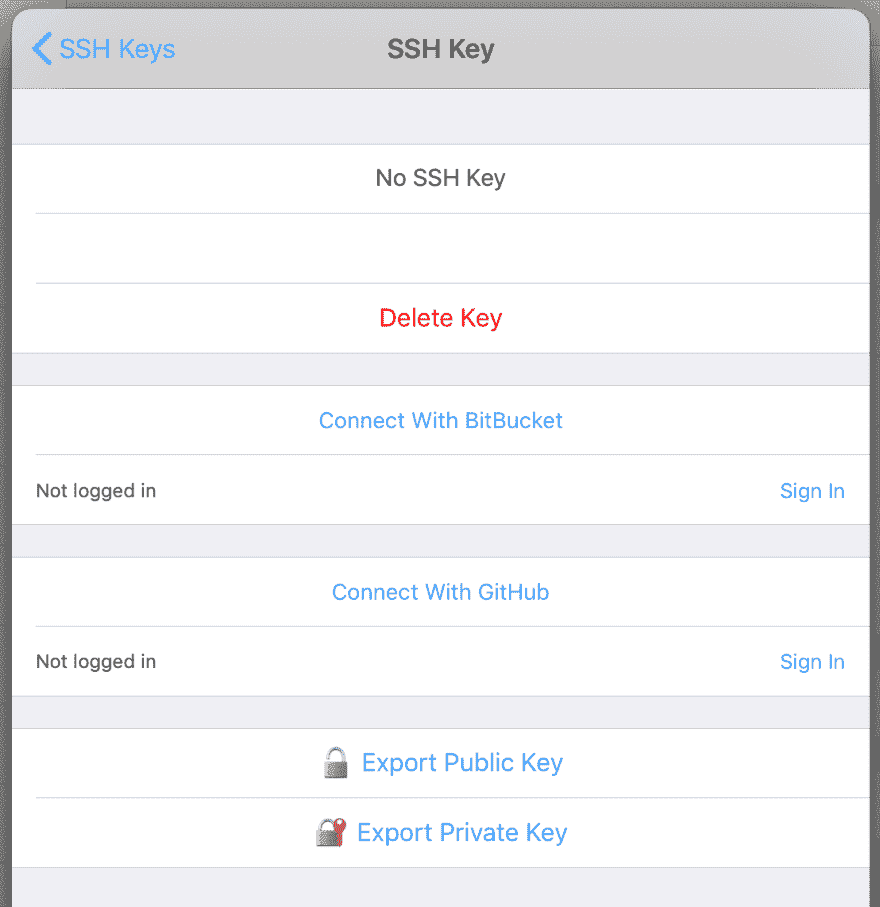 SSH Keys
SSH Key
No SSH Key
Delete Key
Connect With BitBucket
Not logged in
Sign In
Connect With GitHub
Not logged in
Sign In
Export Public Key
Export Private Key